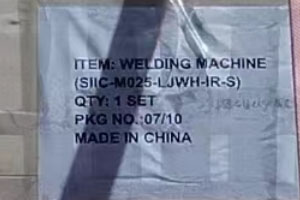 ITEM: WELDING MACHINE
(SIIC-M025-LJWH-IR-S)
QTY: 1 SET
PKG NO.:07/10
MADE IN CHINA